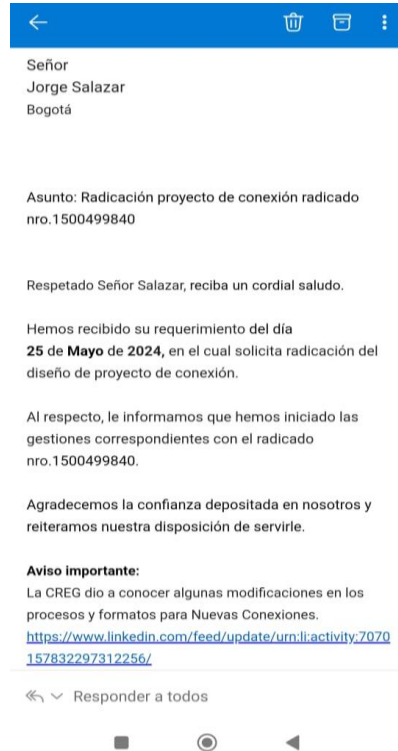 Señor
Jorge Salazar
Bogotá
Asunto: Radicación proyecto de conexión radicado
nro.1500499840
Respetado Señor Salazar, reciba un cordial saludo.
Hemos recibido su requerimiento del día
25 de Mayo de 2024, en el cual solicita radicación del
diseño de proyecto de conexión.
Al respecto, le informamos que hemos iniciado las
gestiones correspondientes con el radicado
nro.1500499840.
Agradecemos la confianza depositada en nosotros y
reiteramos nuestra disposición de servirle.
Aviso importante:
La CREG dio a conocer algunas modificaciones en los
procesos y formatos para Nuevas Conexiones.
https://www.linkedin.com/feed/update/urn:li:activity:7070
157832297312256/
Responder a todos